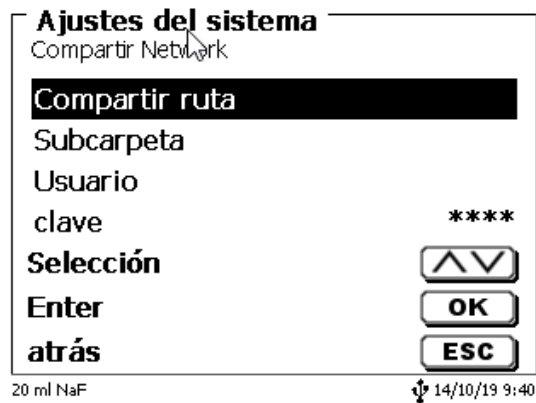 Ajustes del sistema
Compartir Network
Compartir ruta
Subcarpeta
Usuario
clave ****
Selección
Enter OK
atrás ESC
20 ml NaF 14/10/19 9:40